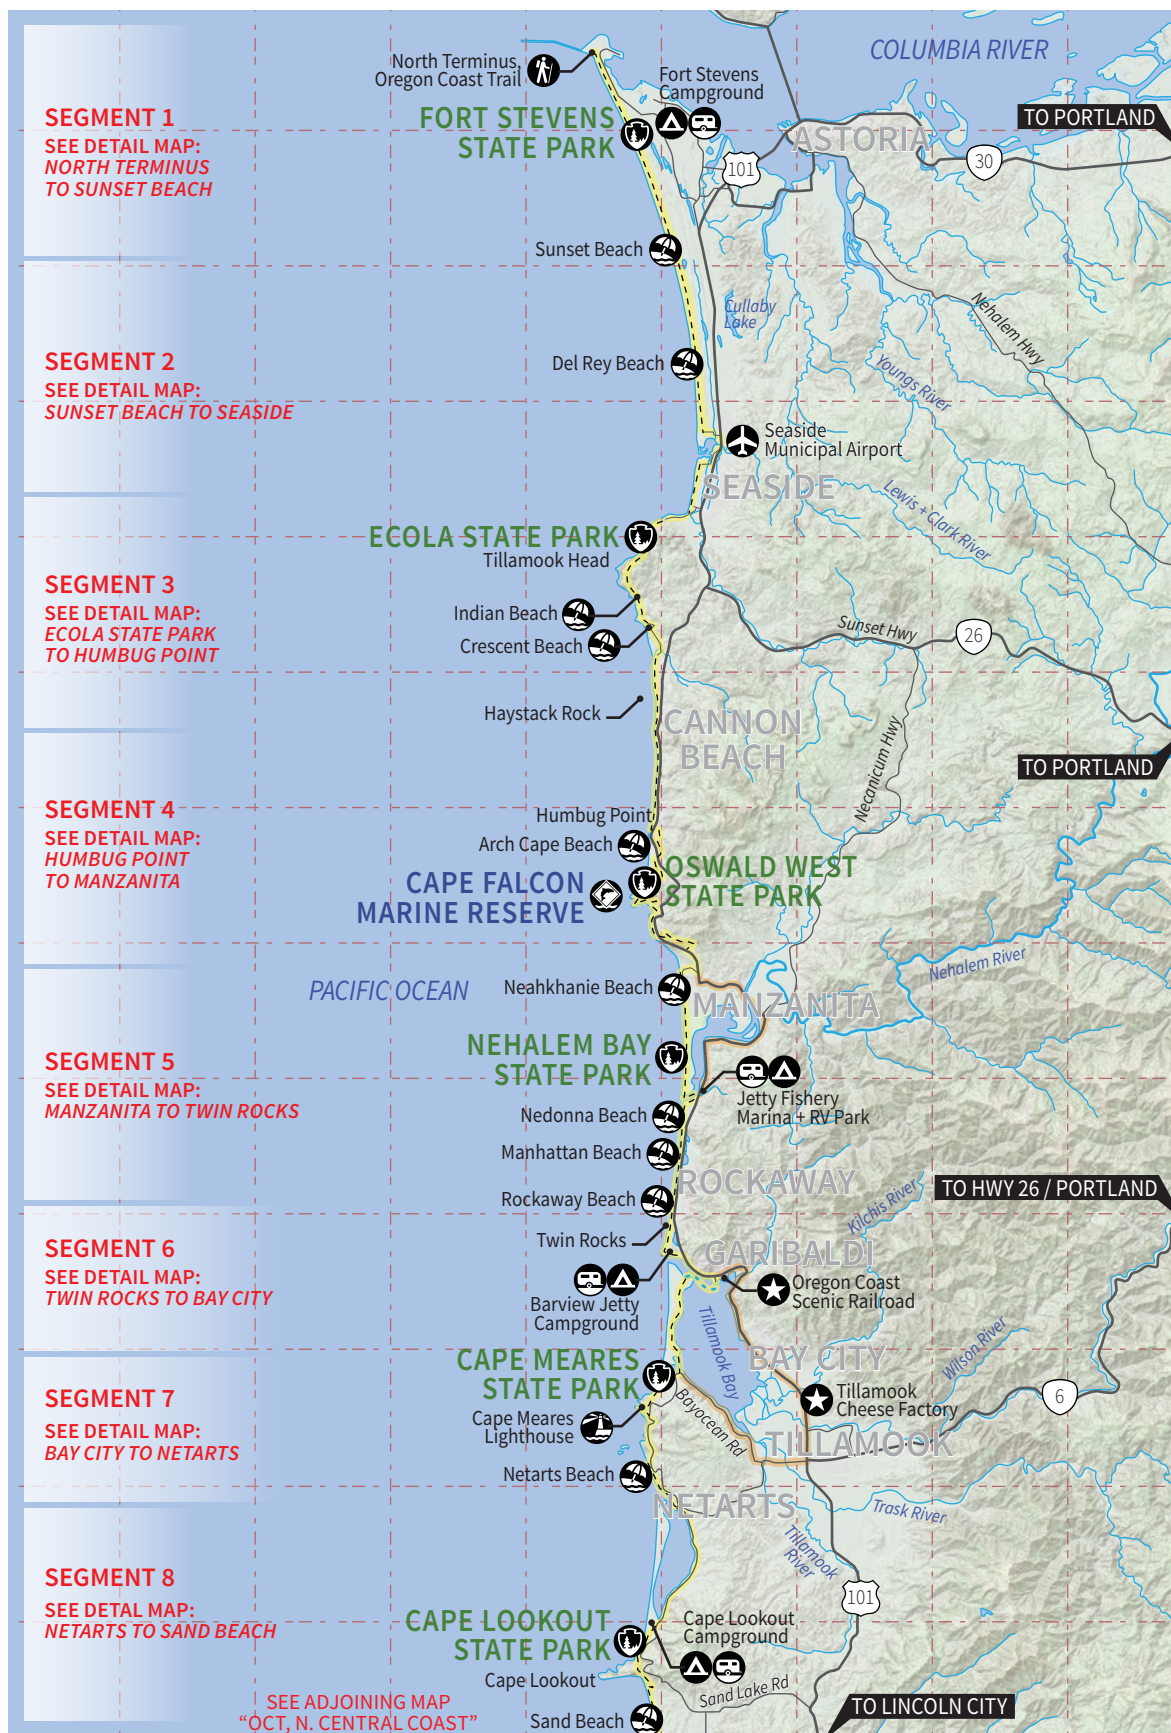 COLUMBIA RIVER
North Terminus,
Oregon Coast Trail
Fort Stevens
Campground
SEGMENT 1
SEE DETAIL MAP:
NORTH TERMINUS
TO SUNSET BEACH
FORT STEVENS
STATE PARK
TO PORTLAND
ASTORIA
30
101
Sunset Beach
Cullaby
Lake
Nehalem Hwy
SEGMENT 2
SEE DETAIL MAP:
SUNSET BEACH TO SEASIDE
Del Rey Beach
Youngs River
Seaside
Municipal Airport
SEASIDE
Lewis + Clark River
ECOLA STATE PARK
Tillamook Head
SEGMENT 3
SEE DETAIL MAP:
ECOLA STATE PARK
TO HUMBUG POINT
Indian Beach
Crescent Beach
Sunset Hwy
26
Haystack Rock
CANNON
BEACH
Necanicum Hwy
TO PORTLAND
SEGMENT 4
SEE DETAIL MAP:
HUMBUG POINT
TO MANZANITA
Humbug Point
Arch Cape Beach
OSWALD WEST
STATE PARK
CAPE FALCON
MARINE RESERVE
Nehalem River
PACIFIC OCEAN
Neahkhanie Beach
MANZANITA
SEGMENT 5
SEE DETAIL MAP:
MANZANITA TO TWIN ROCKS
NEHALEM BAY
STATE PARK
Jetty Fishery
Marina + RV Park
Nedonna Beach
Manhattan Beach
ROCKAWAY
Rockaway Beach
TO HWY 26 / PORTLAND
Kilchis River
SEGMENT 6
SEE DETAIL MAP:
TWIN ROCKS TO BAY CITY
Twin Rocks
GARIBALDI
Oregon Coast
Scenic Railroad
Barview Jetty
Campground
Tillamook Bay
Wilson River
BAY CITY
CAPE MEARES
STATE PARK
SEGMENT 7
SEE DETAIL MAP:
BAY CITY TO NETARTS
Cape Meares
Lighthouse
Bayocean Rd
Tillamook
Cheese Factory
6
TILLAMOOK
Netarts Beach
NETARTS
Trask River
Tillamook
River
SEGMENT 8
SEE DETAL MAP:
NETARTS TO SAND BEACH
101
CAPE LOOKOUT
STATE PARK
Cape Lookout
Campground
Cape Lookout
Sand Lake Rd
SEE ADJOINING MAP
"OCT, N. CENTRAL COAST"
Sand Beach
TO LINCOLN CITY